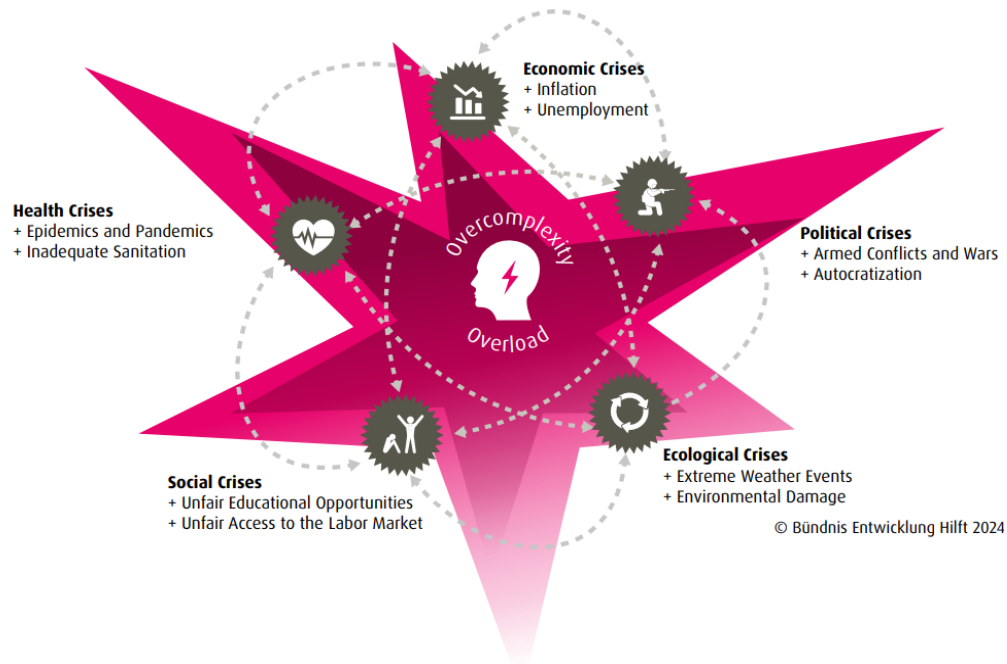 Economic Crises
+ Inflation
+ Unemployment
Health Crises
+ Epidemics and Pandemics
+ Inadequate Sanitation
Overcomplexity
Overload
Political Crises
+ Armed Conflicts and Wars
+ Autocratization
Social Crises
+ Unfair Educational Opportunities
+ Unfair Access to the Labor Market
Ecological Crises
+ Extreme Weather Events
+ Environmental Damage
© Bündnis Entwicklung Hilft 2024